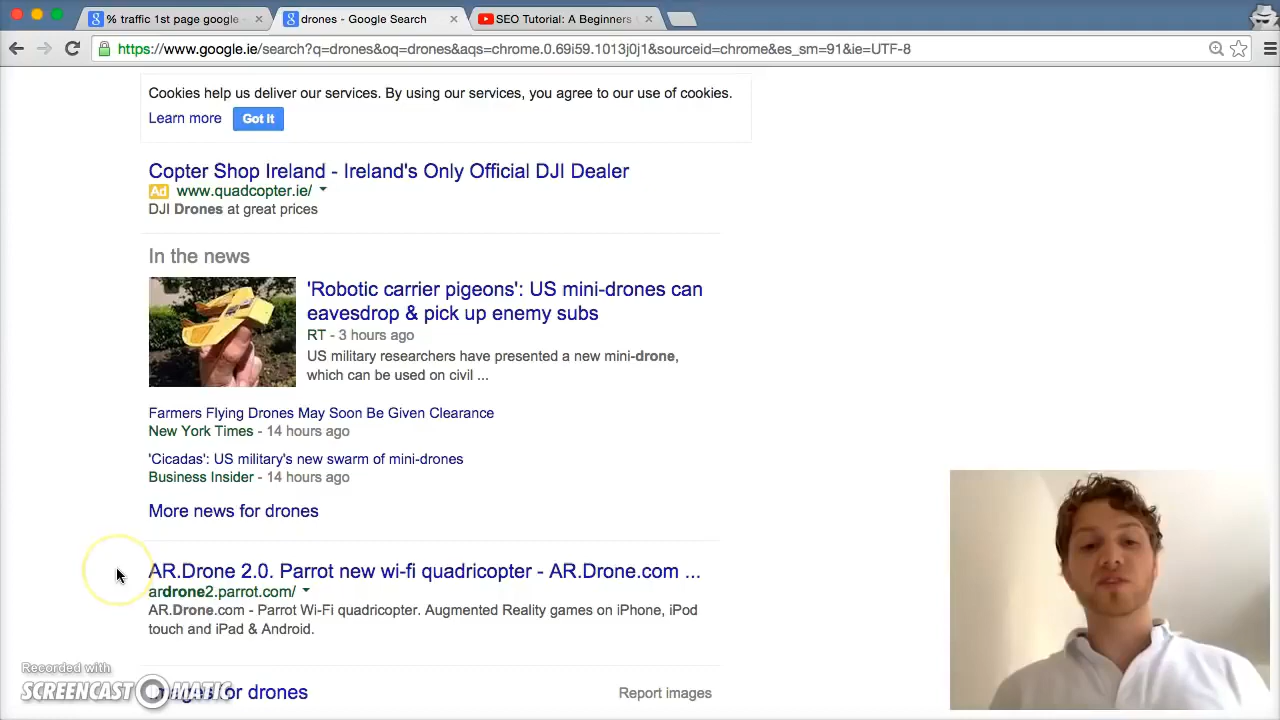 % traffic 1st page google
drones - Google Search
SEO Tutorial: A Beginners
https://www.google.ie/search?q=drones&oq=drones&aqs=chrome.0.69i59.1013j0j1&sourceid=chrome&es_sm=91&ie=UTF-8
Cookies help us deliver our services. By using our services, you agree to our use of cookies.
Learn more Got it
Copter Shop Ireland - Ireland's Only Official DJI Dealer
Ad www.quadcopter.ie/
DJI Drones at great prices
In the news
'Robotic carrier pigeons': US mini-drones can
eavesdrop & pick up enemy subs
RT - 3 hours ago
US military researchers have presented a new mini-drone,
which can be used on civil ...
Farmers Flying Drones May Soon Be Given Clearance
New York Times - 14 hours ago
'Cicadas': US military's new swarm of mini-drones
Business Insider - 14 hours ago
More news for drones
AR.Drone 2.0. Parrot new wi-fi quadricopter - AR.Drone.com ...
ardrone2.parrot.com/
AR.Drone.com - Parrot Wi-Fi quadricopter. Augmented Reality games on iPhone, iPod
touch and iPad & Android.
Recorded with
SCREENCAST MATIC
Images for drones Report images